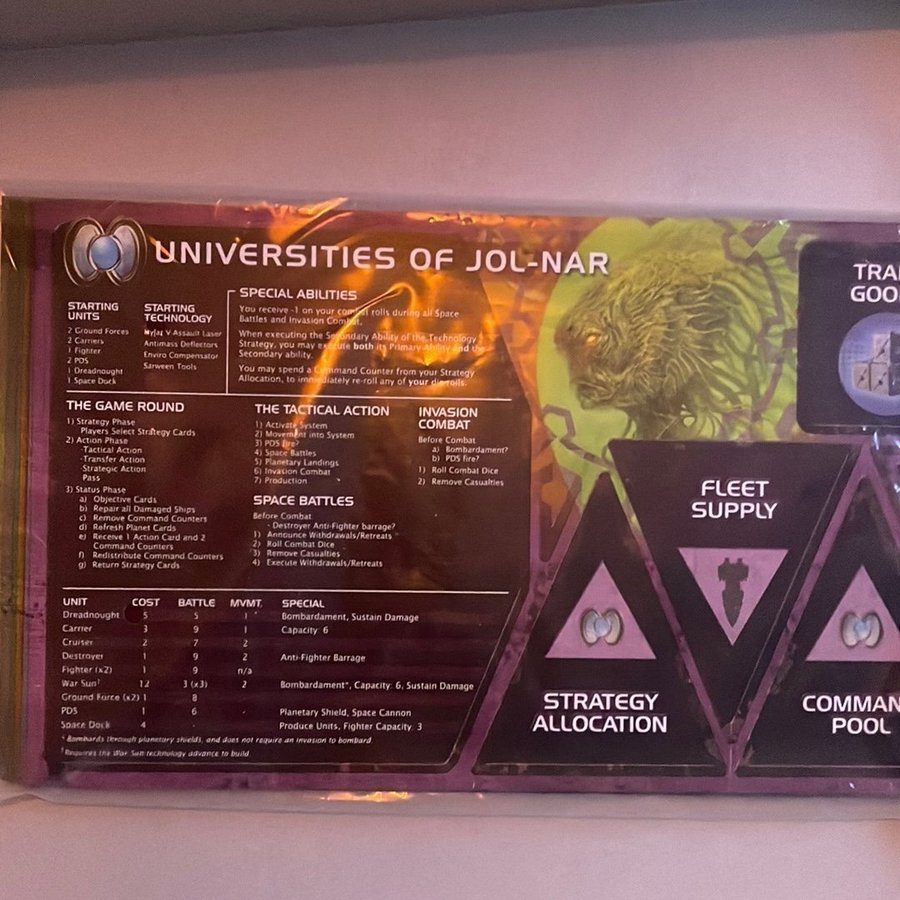 UNIVERSITIES OF JOL-NAR
STARTING
UNITS
2 Ground Forces
2 Carriers
1 Fighter
2 PDS
1 Dreadnought
1 Space Dock
STARTING
TECHNOLOGY
Hylar V Assault Laser
Antimass Deflectors
Enviro Compensator
Sarween Tools
SPECIAL ABILITIES
You receive -1 on your combat rolls during all Space
Battles and Invasion Combat.
When executing the Secondary Ability of the Technology
Strategy, you may execute both its Primary Ability and the
Secondary ability.
You may spend a Command Counter from your Strategy
Allocation, to immediately re-roll any of your die rolls.
THE GAME ROUND
1) Strategy Phase
Players Select Strategy Cards
2) Action Phase
-Tactical Action
-Transfer Action
-Strategic Action
Pass
3) Status Phase
a) Objective Cards
b) Repair all Damaged Ships
c) Remove Command Counters
d) Refresh Planet Cards
e) Receive 1 Action Card and 2
Command Counters
f) Redistribute Command Counters
g) Return Strategy Cards
THE TACTICAL ACTION
1) Activate System
2) Movement into System
3) PDS fire?
4) Space Battles
5) Planetary Landings
6) Invasion Combat
7) Production
SPACE BATTLES
Before Combat
- Destroyer Anti-Fighter barrage?
1) Announce Withdrawals/Retreats
2) Roll Combat Dice
3) Remove Casualties
4) Execute Withdrawals/Retreats
INVASION
COMBAT
Before Combat
a) Bombardament?
b) PDS fire?
1) Roll Combat Dice
2) Remove Casualties
UNIT COST BATTLE MVMT. SPECIAL
Dreadnought 5 5 1 Bombardament, Sustain Damage
Carrier 3 9 1 Capacity: 6
Cruiser 2 7 2
Destroyer 1 9 2 Anti-Fighter Barrage
Fighter (x2) 1 9 n/a
War Sun† 12 3 (x3) 2 Bombardament*, Capacity: 6, Sustain Damage
Ground Force (x2) 1 8
PDS 1 6 - Planetary Shield, Space Cannon
Space Dock 4 - Produce Units, Fighter Capacity: 3
* Bombards through planetary shields, and does not require an invasion to bombard.
† Requires the War Sun technology advance to build.
TRA
GOO
FLEET
SUPPLY
STRATEGY
ALLOCATION
COMMAN
POOL